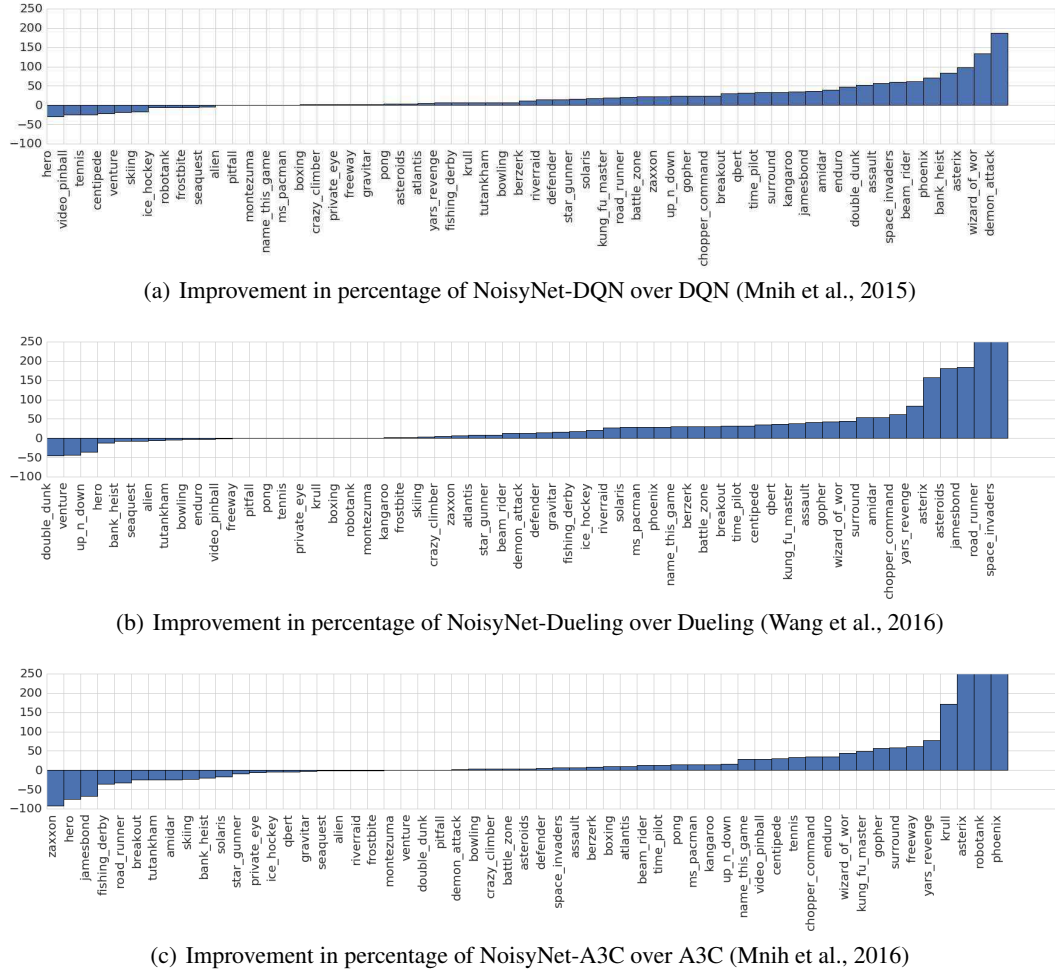 250
200
150
100
50
0
−50
−100
hero
video_pinball
tennis
centipede
venture
skiing
ice_hockey
robotank
frostbite
seaquest
alien
pitfall
montezuma
name_this_game
ms_pacman
boxing
crazy_climber
private_eye
freeway
gravitar
pong
asteroids
atlantis
yars_revenge
fishing_derby
krull
tutankham
bowling
berzerk
riverraid
defender
star_gunner
solaris
kung_fu_master
road_runner
battle_zone
zaxxon
up_n_down
gopher
chopper_command
breakout
qbert
time_pilot
surround
kangaroo
jamesbond
amidar
enduro
double_dunk
assault
space_invaders
beam_rider
phoenix
bank_heist
asterix
wizard_of_wor
demon_attack
(a) Improvement in percentage of NoisyNet-DQN over DQN (Mnih et al., 2015)
250
200
150
100
50
0
−50
−100
double_dunk
venture
up_n_down
hero
bank_heist
seaquest
alien
tutankham
bowling
enduro
video_pinball
freeway
pitfall
pong
tennis
private_eye
krull
boxing
robotank
montezuma
kangaroo
frostbite
skiing
crazy_climber
zaxxon
atlantis
star_gunner
beam_rider
demon_attack
defender
gravitar
fishing_derby
ice_hockey
riverraid
solaris
ms_pacman
phoenix
name_this_game
berzerk
battle_zone
breakout
time_pilot
centipede
qbert
kung_fu_master
assault
gopher
wizard_of_wor
surround
amidar
chopper_command
yars_revenge
asterix
asteroids
jamesbond
road_runner
space_invaders
(b) Improvement in percentage of NoisyNet-Dueling over Dueling (Wang et al., 2016)
250
200
150
100
50
0
−50
−100
zaxxon
hero
jamesbond
fishing_derby
road_runner
breakout
tutankham
amidar
skiing
bank_heist
solaris
star_gunner
private_eye
ice_hockey
qbert
gravitar
seaquest
alien
riverraid
frostbite
montezuma
venture
double_dunk
pitfall
demon_attack
bowling
crazy_climber
battle_zone
asteroids
defender
space_invaders
assault
berzerk
boxing
atlantis
beam_rider
time_pilot
pong
ms_pacman
kangaroo
up_n_down
name_this_game
video_pinball
centipede
tennis
chopper_command
enduro
wizard_of_wor
kung_fu_master
gopher
surround
freeway
yars_revenge
krull
asterix
robotank
phoenix
(c) Improvement in percentage of NoisyNet-A3C over A3C (Mnih et al., 2016)